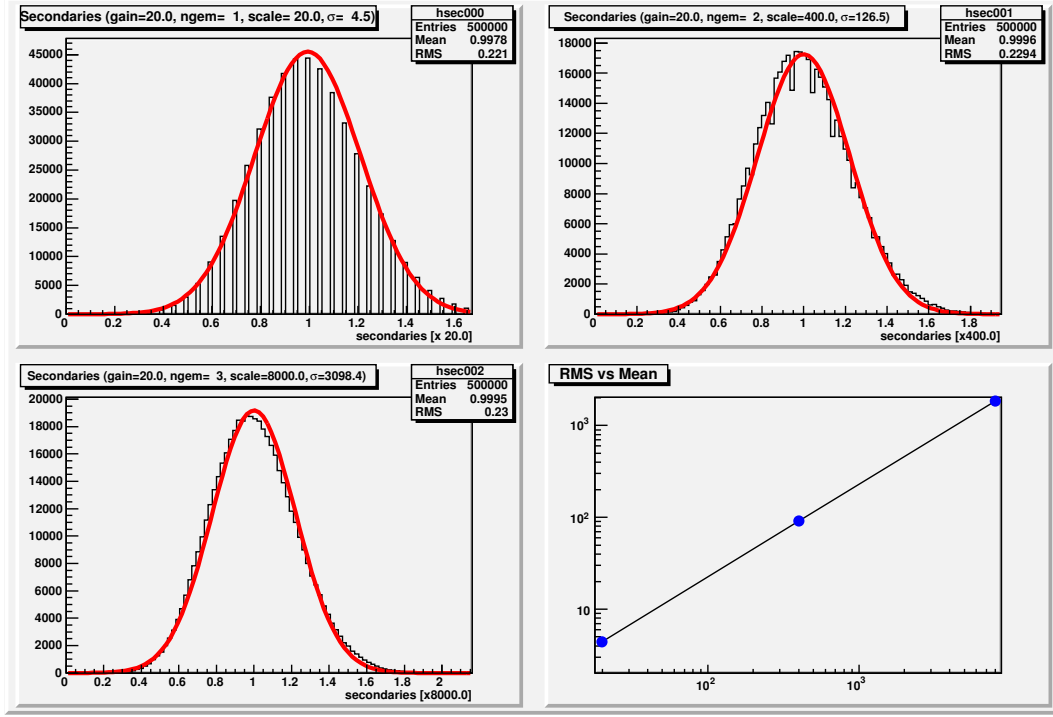 Secondaries (gain=20.0, ngem= 1, scale= 20.0, σ= 4.5)
hsec000
Entries 500000
Mean 0.9978
RMS 0.221
45000
40000
35000
30000
25000
20000
15000
10000
5000
0
0 0.2 0.4 0.6 0.8 1 1.2 1.4 1.6
secondaries [x 20.0]
Secondaries (gain=20.0, ngem= 2, scale=400.0, σ=126.5)
hsec001
Entries 500000
Mean 0.9996
RMS 0.2294
18000
16000
14000
12000
10000
8000
6000
4000
2000
0
0 0.2 0.4 0.6 0.8 1 1.2 1.4 1.6 1.8
secondaries [x400.0]
Secondaries (gain=20.0, ngem= 3, scale=8000.0, σ=3098.4)
hsec002
Entries 500000
Mean 0.9995
RMS 0.23
20000
18000
16000
14000
12000
10000
8000
6000
4000
2000
0
0 0.2 0.4 0.6 0.8 1 1.2 1.4 1.6 1.8 2
secondaries [x8000.0]
RMS vs Mean
10³
10²
10
10² 10³